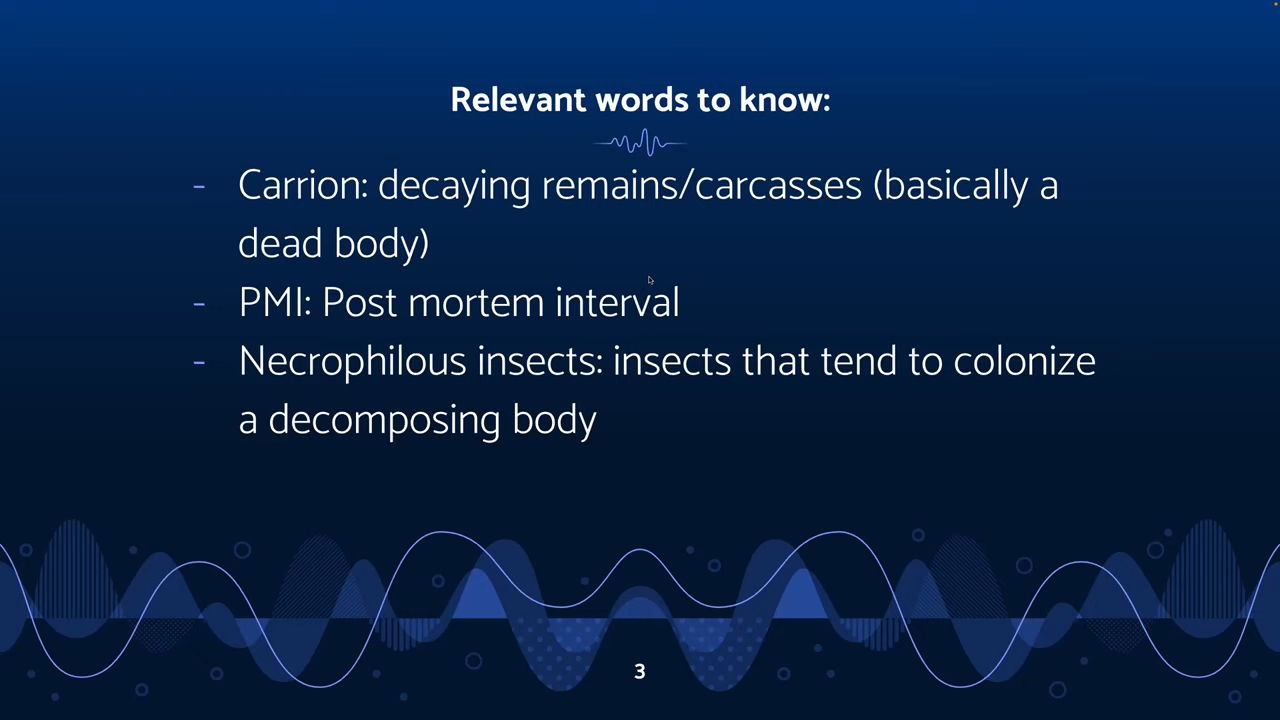 Relevant words to know:
- Carrion: decaying remains/carcasses (basically a
dead body)
- PMI: Post mortem interval
- Necrophilous insects: insects that tend to colonize
a decomposing body
3